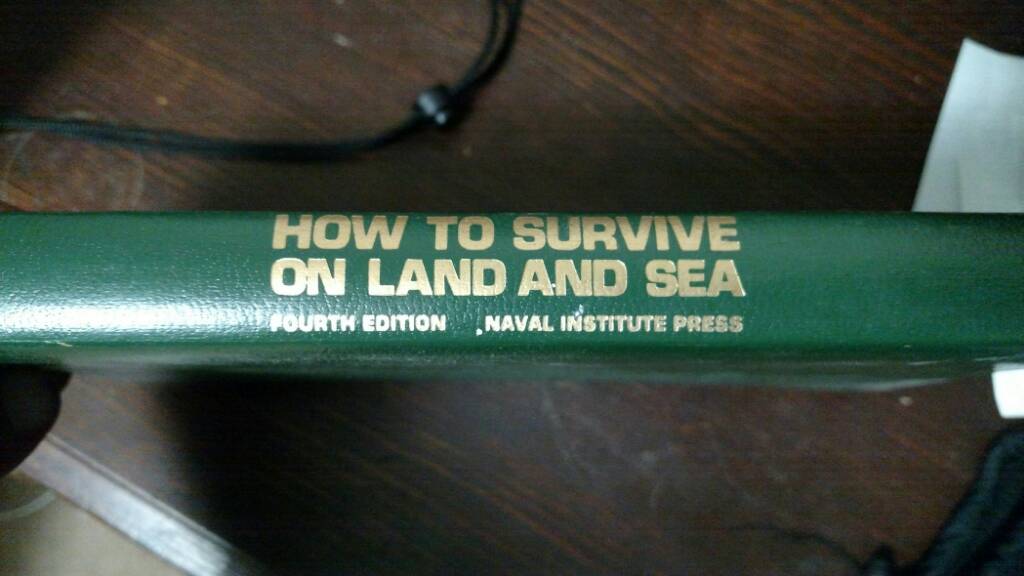 HOW TO SURVIVE
ON LAND AND SEA
FOURTH EDITION NAVAL INSTITUTE PRESS